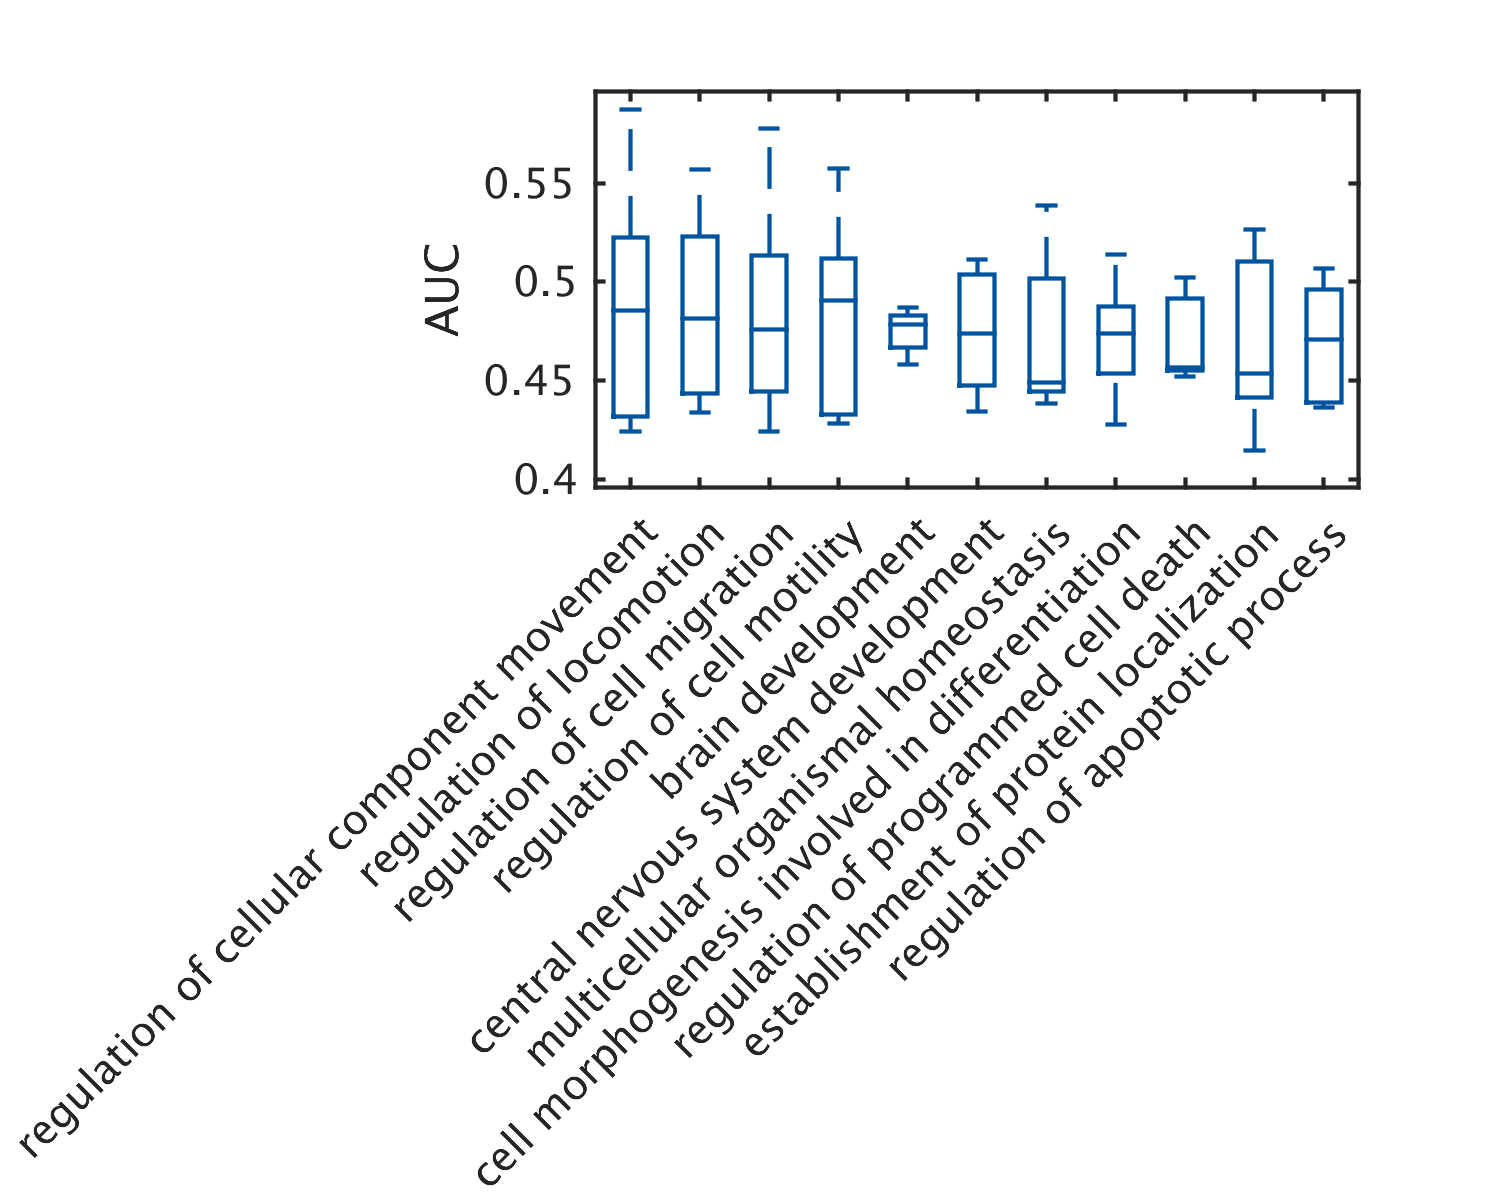 AUC
0.55
0.5
0.45
0.4
regulation of cellular component movement
regulation of locomotion
regulation of cell migration
regulation of cell motility
brain development
central nervous system development
multicellular organismal homeostasis
cell morphogenesis involved in differentiation
regulation of programmed cell death
establishment of protein localization
regulation of apoptotic process